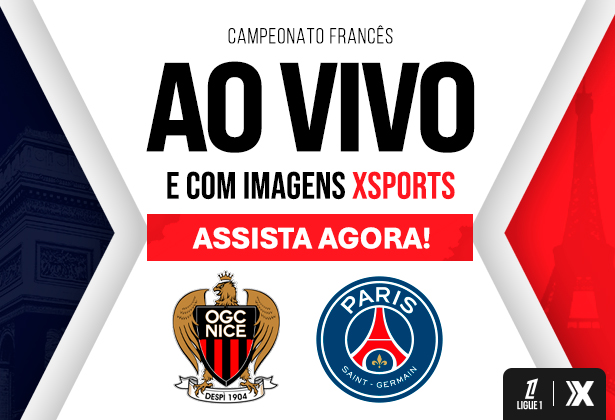 CAMPEONATO FRANCÊS
AO VIVO
E COM IMAGENS XSPORTS
ASSISTA AGORA!
OGC
NICE
DESPI 1904
PARIS
SAINT - GERMAIN
LIGUE 1
X